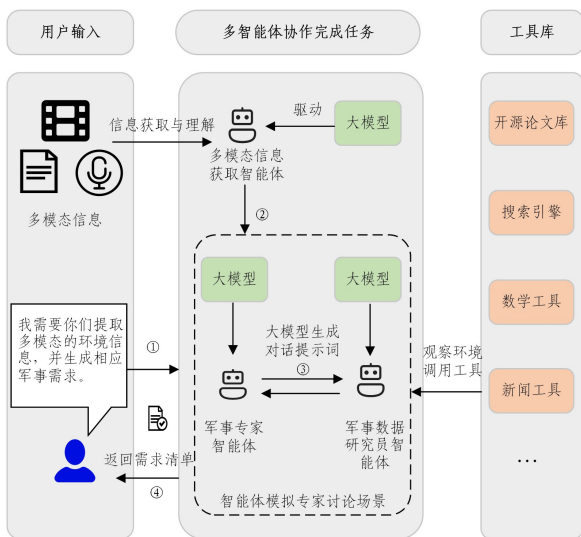 用户输入
多智能体协作完成任务
工具库
信息获取与理解
驱动
大模型
开源论文库
多模态信息
获取智能体
多模态信息
②
搜索引擎
大模型
大模型
数学工具
我需要你们提取
多模态的环境信
息，并生成相应
军事需求。
①
大模型生成
对话提示词
③
观察环境
调用工具
新闻工具
军事专家
智能体
军事数据
研究员智
能体
返回需求清单
④
智能体模拟专家讨论场景
…